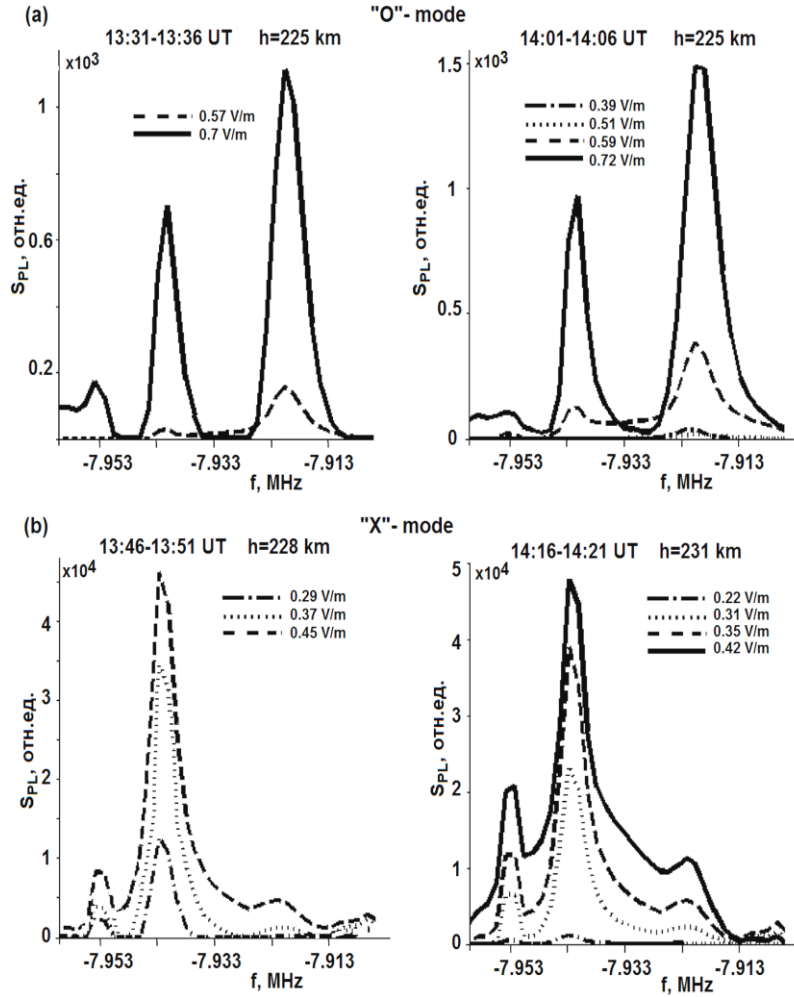 (a) "O"- mode
13:31-13:36 UT h=225 km
x10³
1
0.6
0.2
S_PL, отн.ед.
0.57 V/m
0.7 V/m
-7.953 -7.933 -7.913
f, MHz
14:01-14:06 UT h=225 km
x10³
1.5
1
0.5
0
S_PL, отн.ед.
0.39 V/m
0.51 V/m
0.59 V/m
0.72 V/m
-7.953 -7.933 -7.913
f, MHz
(b) "X"- mode
13:46-13:51 UT h=228 km
x10⁴
4
3
2
1
0
S_PL, отн.ед.
0.29 V/m
0.37 V/m
0.45 V/m
-7.953 -7.933 -7.913
f, MHz
14:16-14:21 UT h=231 km
x10⁴
5
4
3
2
1
0
S_PL, отн.ед.
0.22 V/m
0.31 V/m
0.35 V/m
0.42 V/m
-7.953 -7.933 -7.913
f, MHz